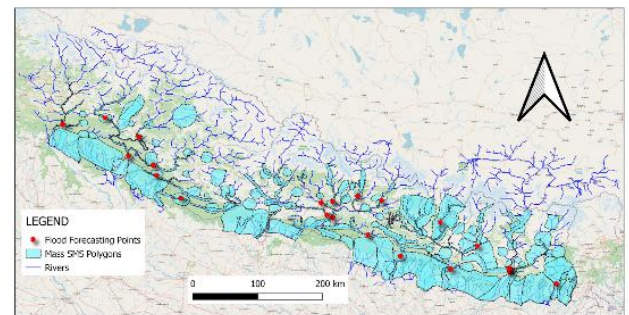 LEGEND
Flood Forecasting Points
Mass SMS Polygons
Rivers
0 100 200 km